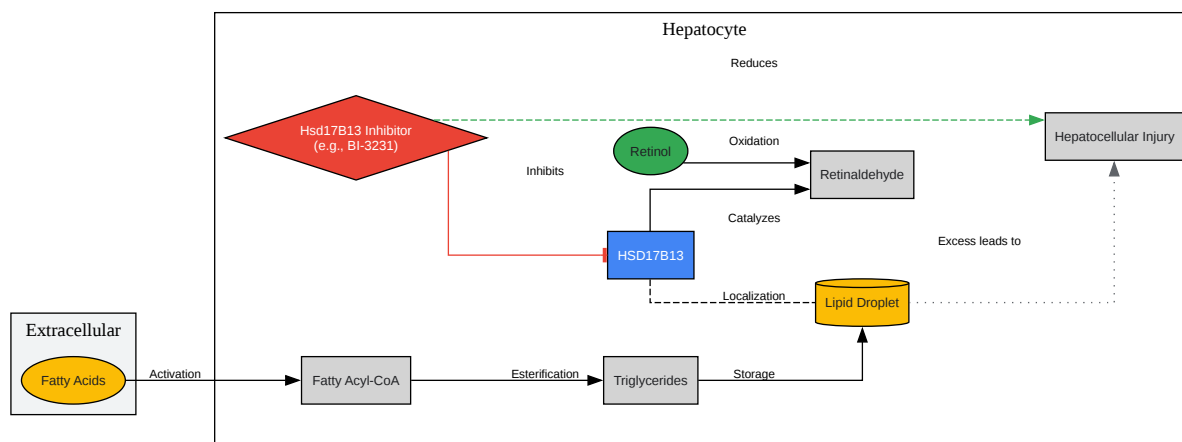 Hepatocyte
Reduces
Hsd17B13 Inhibitor
(e.g., BI-3231)
Hepatocellular Injury
Retinol
Oxidation
Inhibits
Retinaldehyde
Catalyzes
HSD17B13
Excess leads to
Localization
Lipid Droplet
Extracellular
Fatty Acids
Activation
Fatty Acyl-CoA
Esterification
Triglycerides
Storage